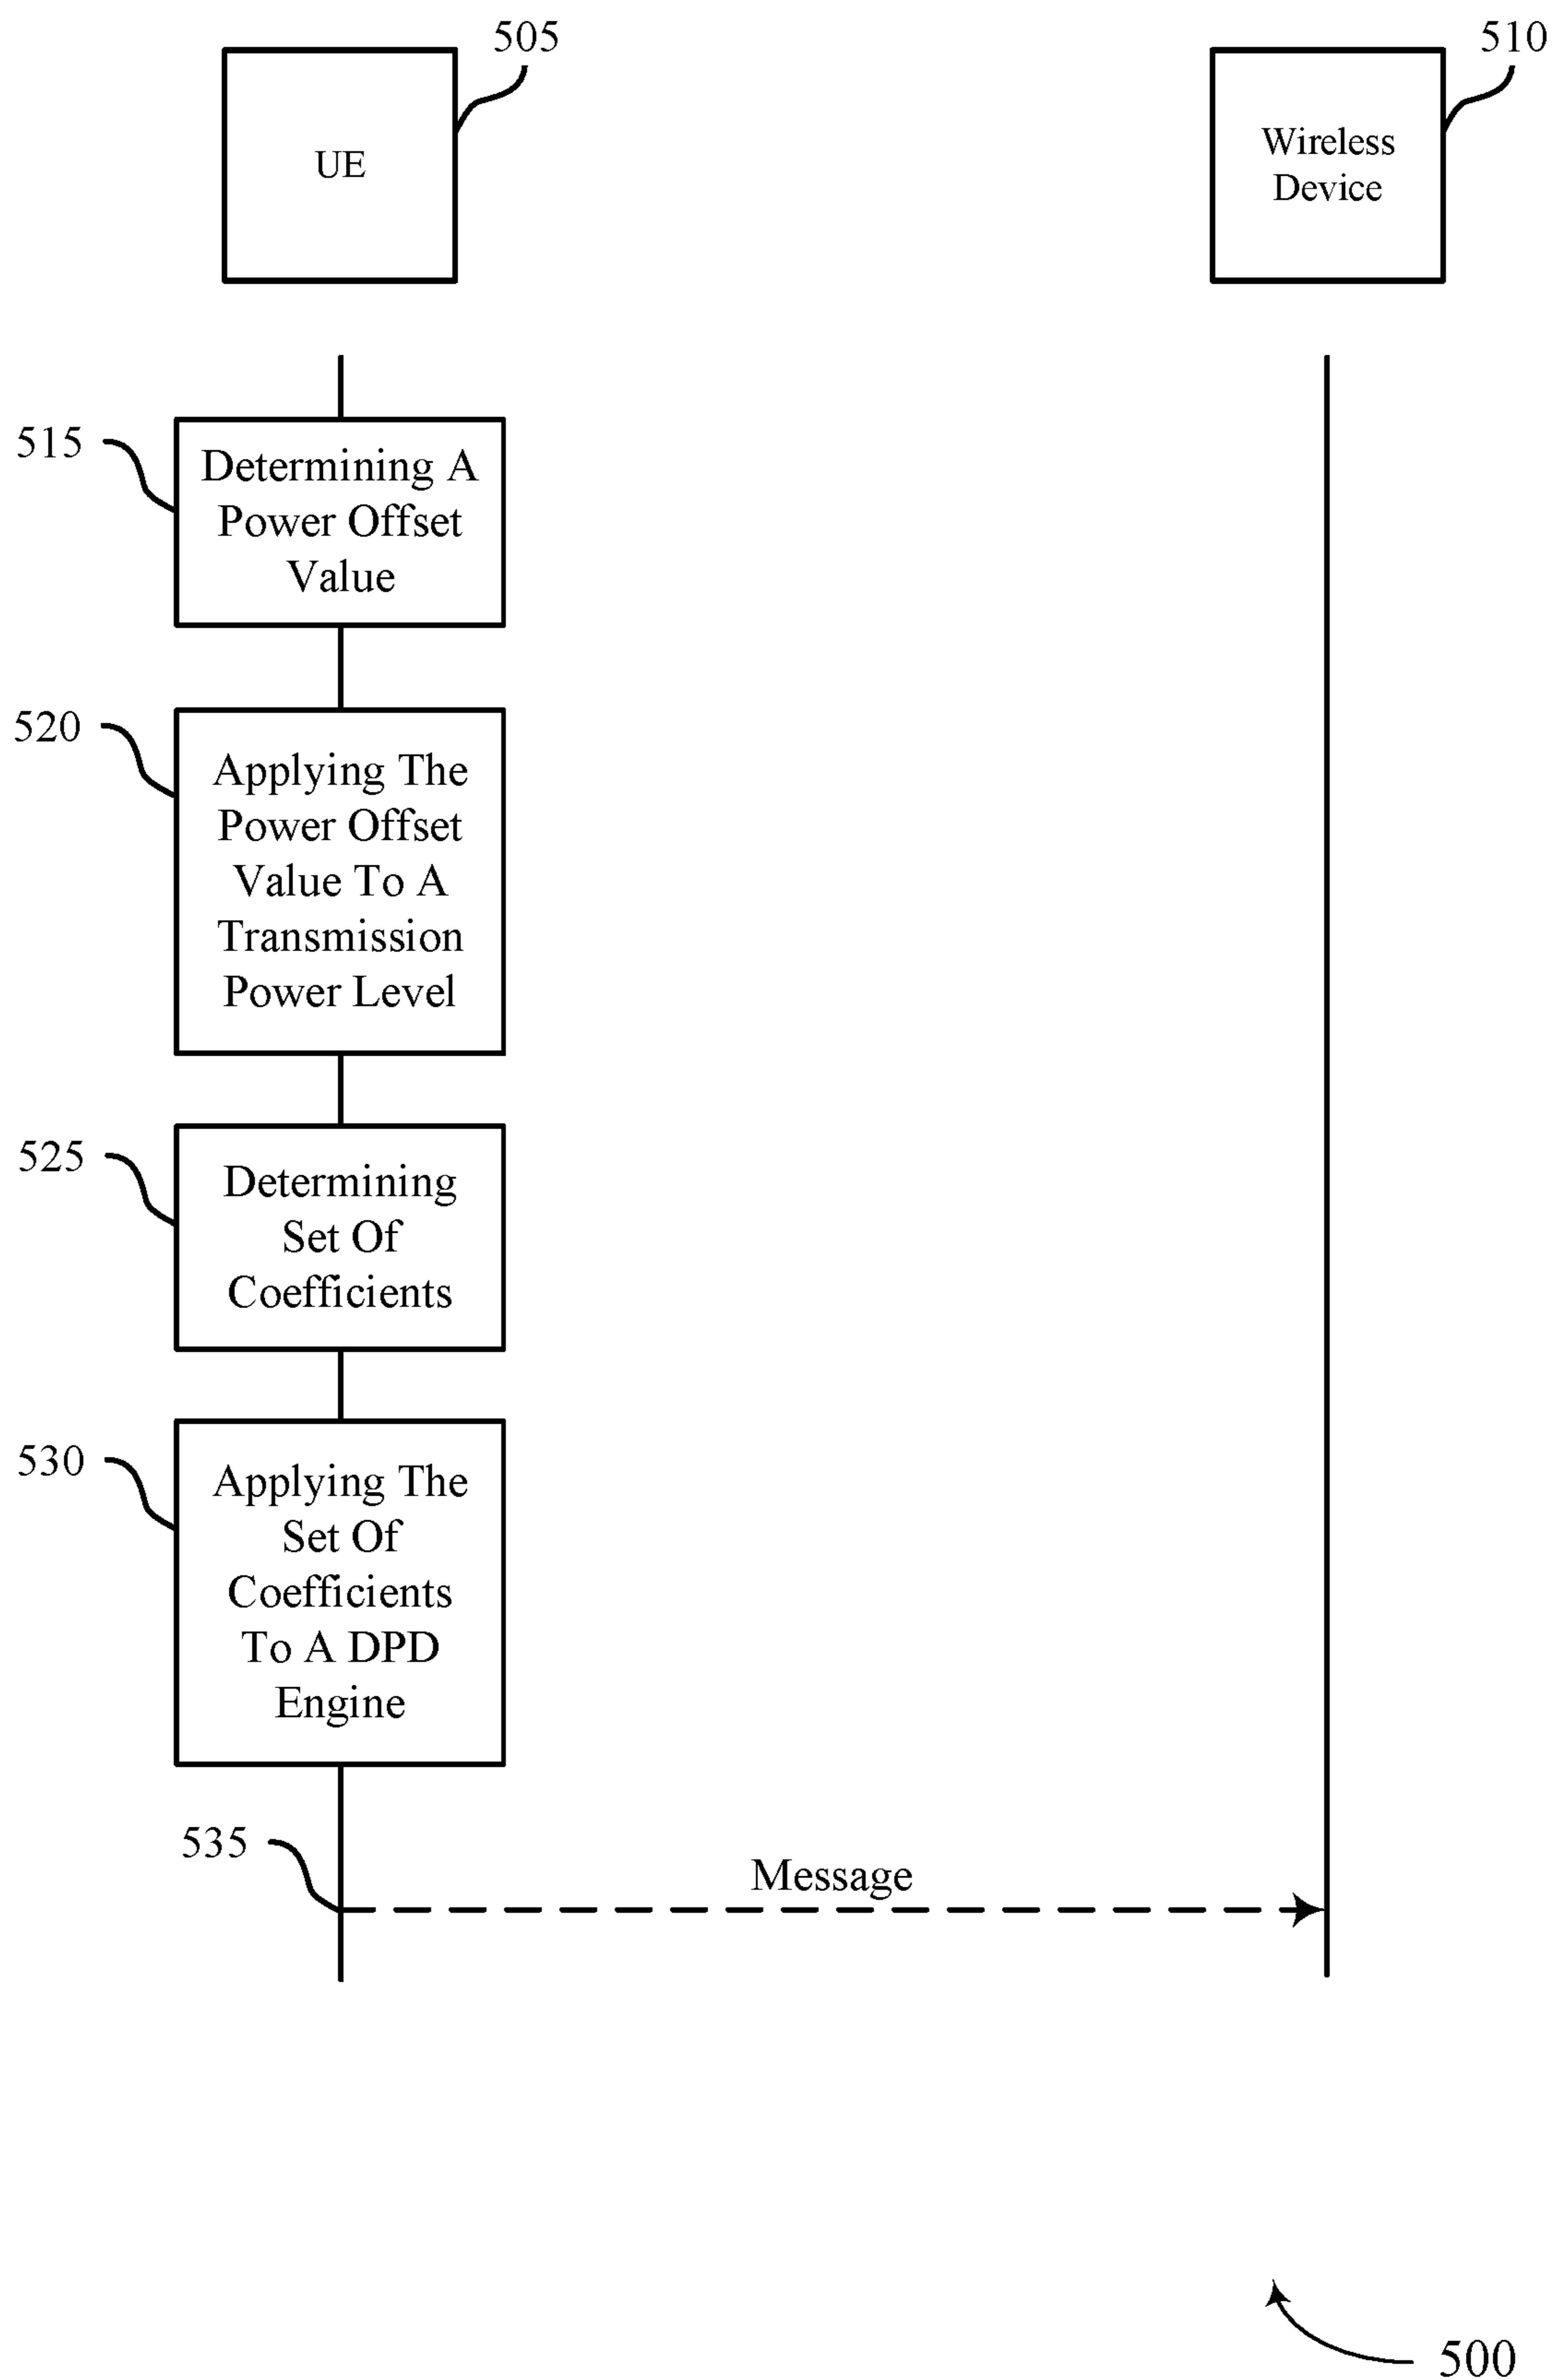 505
510
UE
Wireless
Device
515
Determining A
Power Offset
Value
520
Applying The
Power Offset
Value To A
Transmission
Power Level
525
Determining
Set Of
Coefficients
530
Applying The
Set Of
Coefficients
To A DPD
Engine
535
Message
500